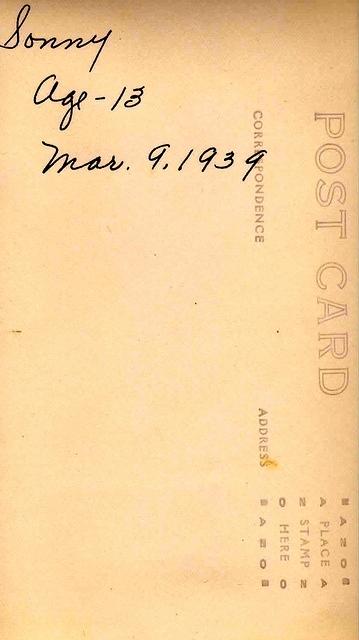 Sonny
Age-13
Mar. 9, 1939
POST CARD
CORRESPONDENCE
ADDRESS
PLACE
STAMP
HERE